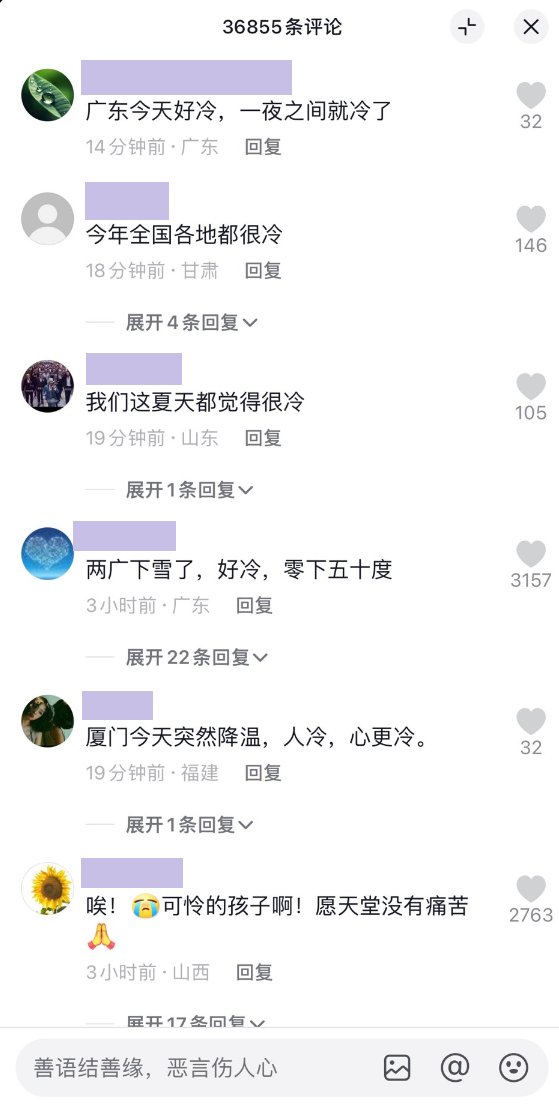 36855条评论
广东今天好冷，一夜之间就冷了
32
14分钟前·广东 回复
今年全国各地都很冷
146
18分钟前·甘肃 回复
展开4条回复
我们这夏天都觉得很冷
105
19分钟前·山东 回复
展开1条回复
两广下雪了，好冷，零下五十度
3157
3小时前·广东 回复
展开22条回复
厦门今天突然降温，人冷，心更冷。
32
19分钟前·福建 回复
展开1条回复
唉！😭可怜的孩子啊！愿天堂没有痛苦
🙏
2763
3小时前·山西 回复
展开17条回复
善语结善缘，恶言伤人心